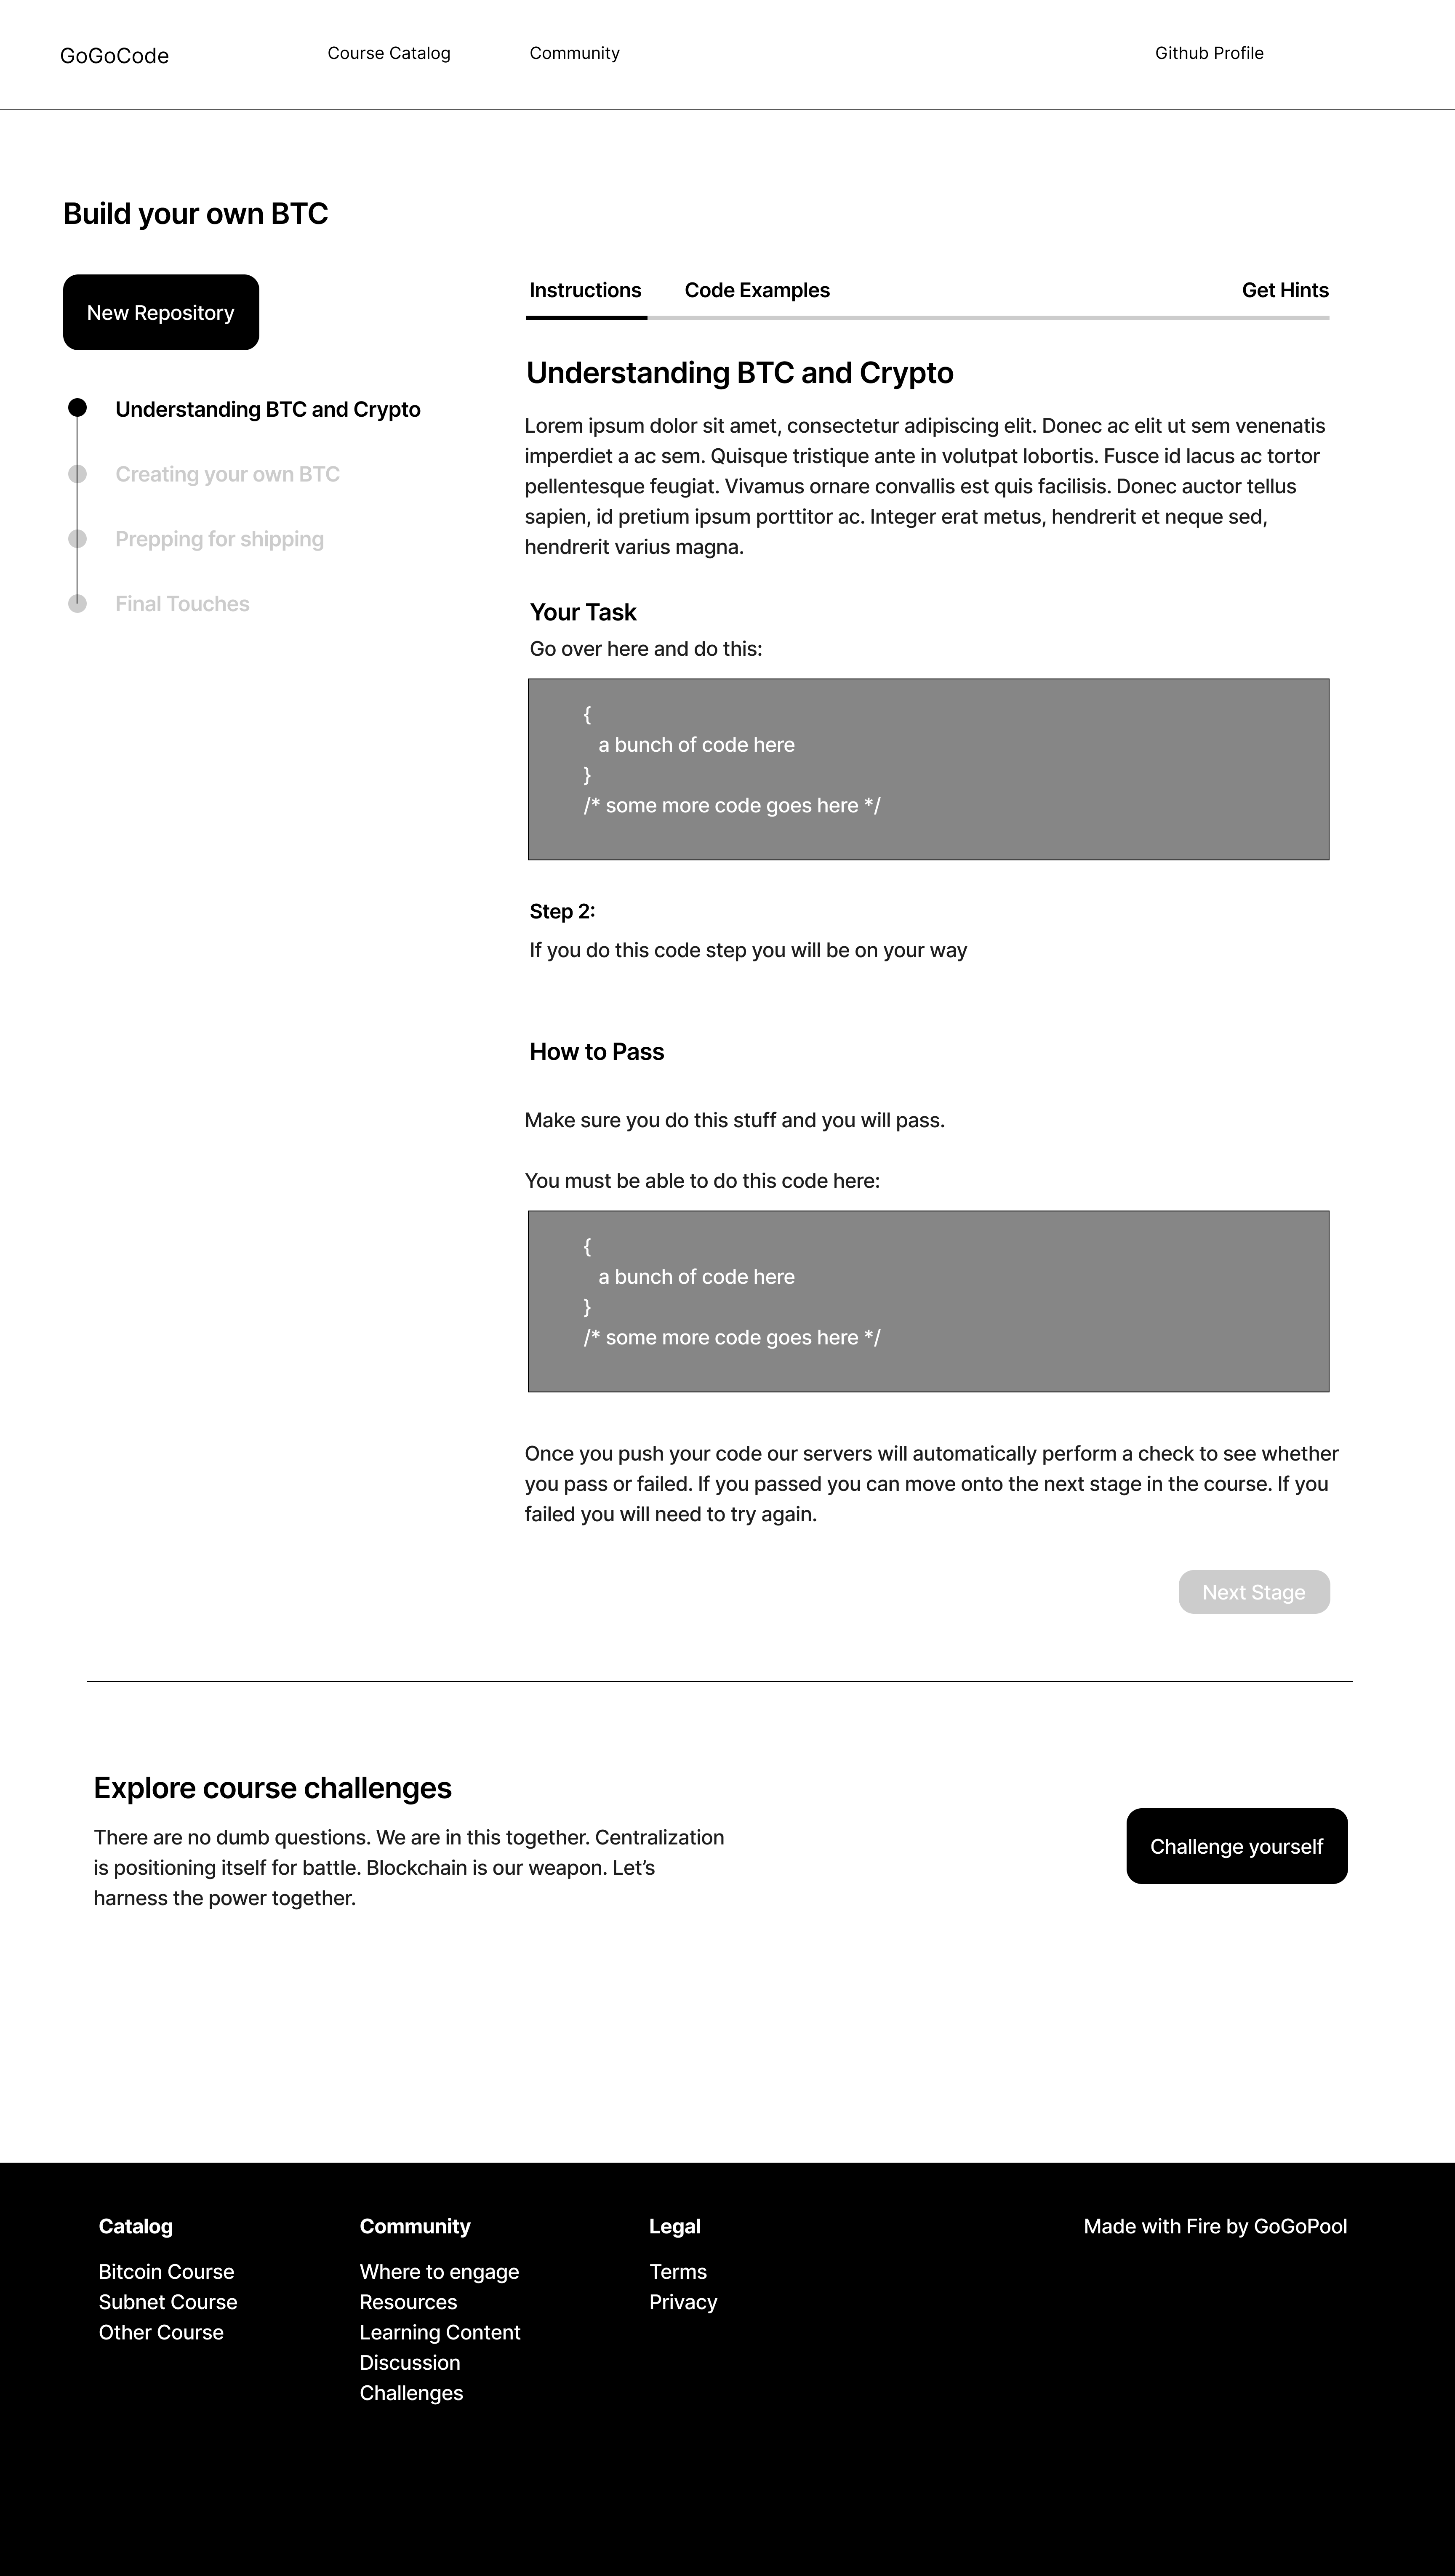 GoGoCode
Course Catalog
Community
Github Profile
Build your own BTC
New Repository
Understanding BTC and Crypto
Creating your own BTC
Prepping for shipping
Final Touches
Instructions
Code Examples
Get Hints
Understanding BTC and Crypto
Lorem ipsum dolor sit amet, consectetur adipiscing elit. Donec ac elit ut sem venenatis
imperdiet a ac sem. Quisque tristique ante in volutpat lobortis. Fusce id lacus ac tortor
pellentesque feugiat. Vivamus ornare convallis est quis facilisis. Donec auctor tellus
sapien, id pretium ipsum porttitor ac. Integer erat metus, hendrerit et neque sed,
hendrerit varius magna.
Your Task
Go over here and do this:
{
a bunch of code here
}
/* some more code goes here */
Step 2:
If you do this code step you will be on your way
How to Pass
Make sure you do this stuff and you will pass.
You must be able to do this code here:
{
a bunch of code here
}
/* some more code goes here */
Once you push your code our servers will automatically perform a check to see whether
you pass or failed. If you passed you can move onto the next stage in the course. If you
failed you will need to try again.
Next Stage
Explore course challenges
There are no dumb questions. We are in this together. Centralization
is positioning itself for battle. Blockchain is our weapon. Let’s
harness the power together.
Challenge yourself
Catalog
Bitcoin Course
Subnet Course
Other Course
Community
Where to engage
Resources
Learning Content
Discussion
Challenges
Legal
Terms
Privacy
Made with Fire by GoGoPool